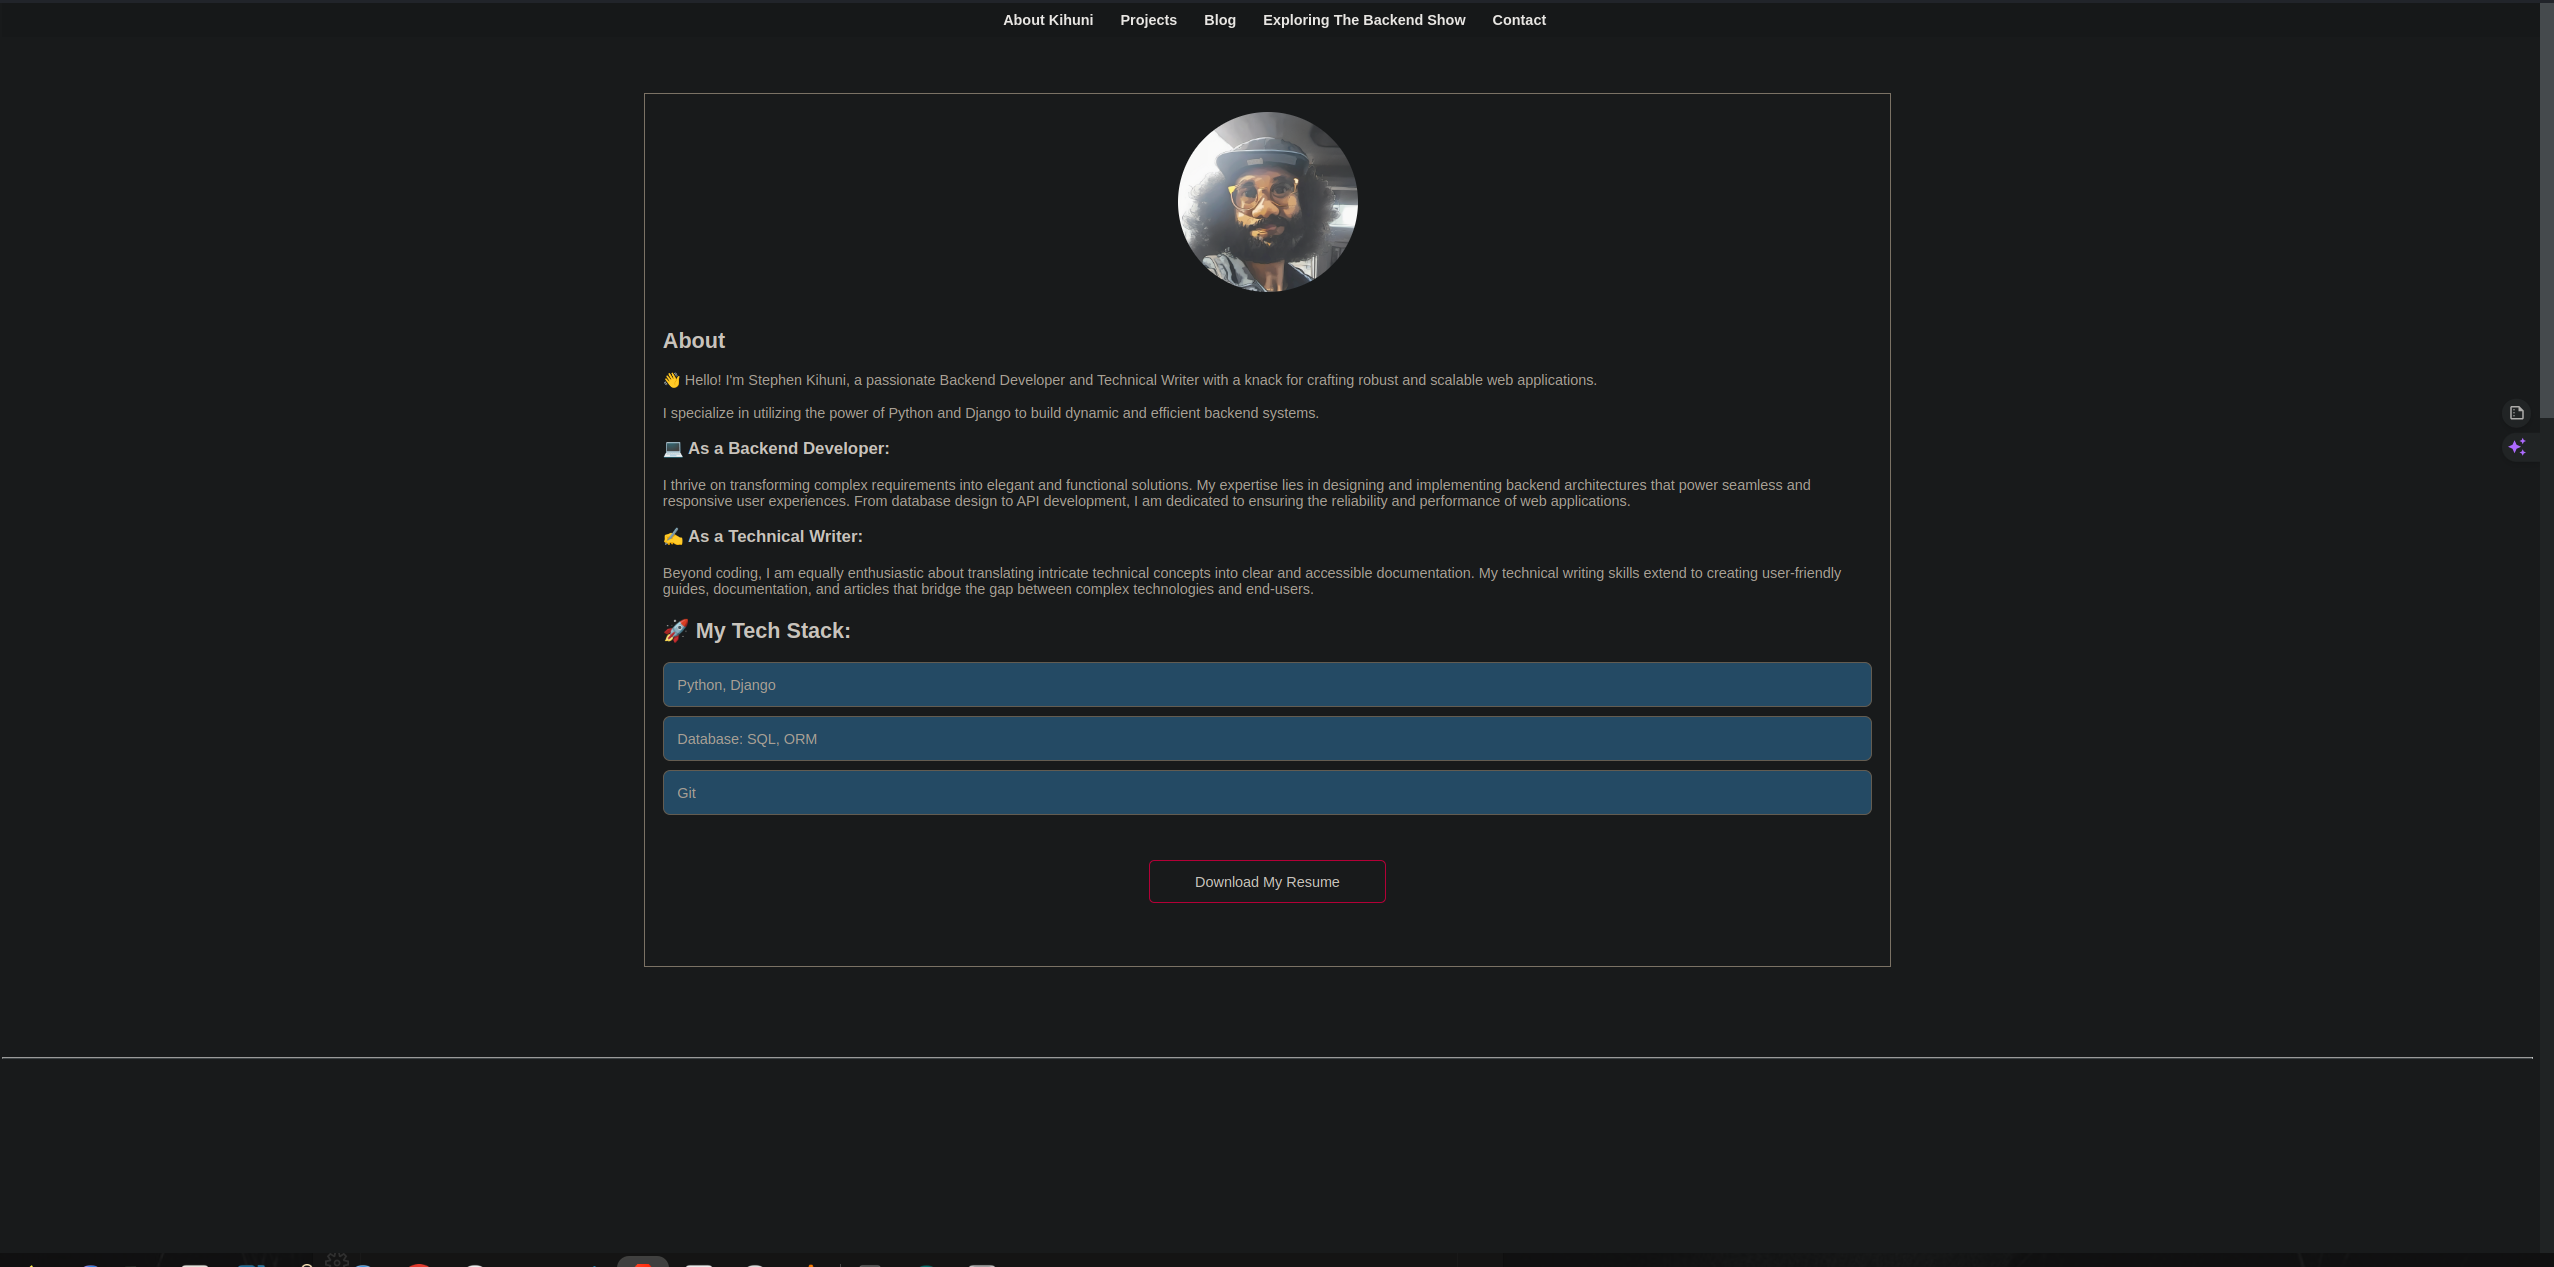 About Kihuni Projects Blog Exploring The Backend Show Contact
About
👋 Hello! I'm Stephen Kihuni, a passionate Backend Developer and Technical Writer with a knack for crafting robust and scalable web applications.
I specialize in utilizing the power of Python and Django to build dynamic and efficient backend systems.
💻 As a Backend Developer:
I thrive on transforming complex requirements into elegant and functional solutions. My expertise lies in designing and implementing backend architectures that power seamless and
responsive user experiences. From database design to API development, I am dedicated to ensuring the reliability and performance of web applications.
✍️ As a Technical Writer:
Beyond coding, I am equally enthusiastic about translating intricate technical concepts into clear and accessible documentation. My technical writing skills extend to creating user-friendly
guides, documentation, and articles that bridge the gap between complex technologies and end-users.
🚀 My Tech Stack:
Python, Django
Database: SQL, ORM
Git
Download My Resume